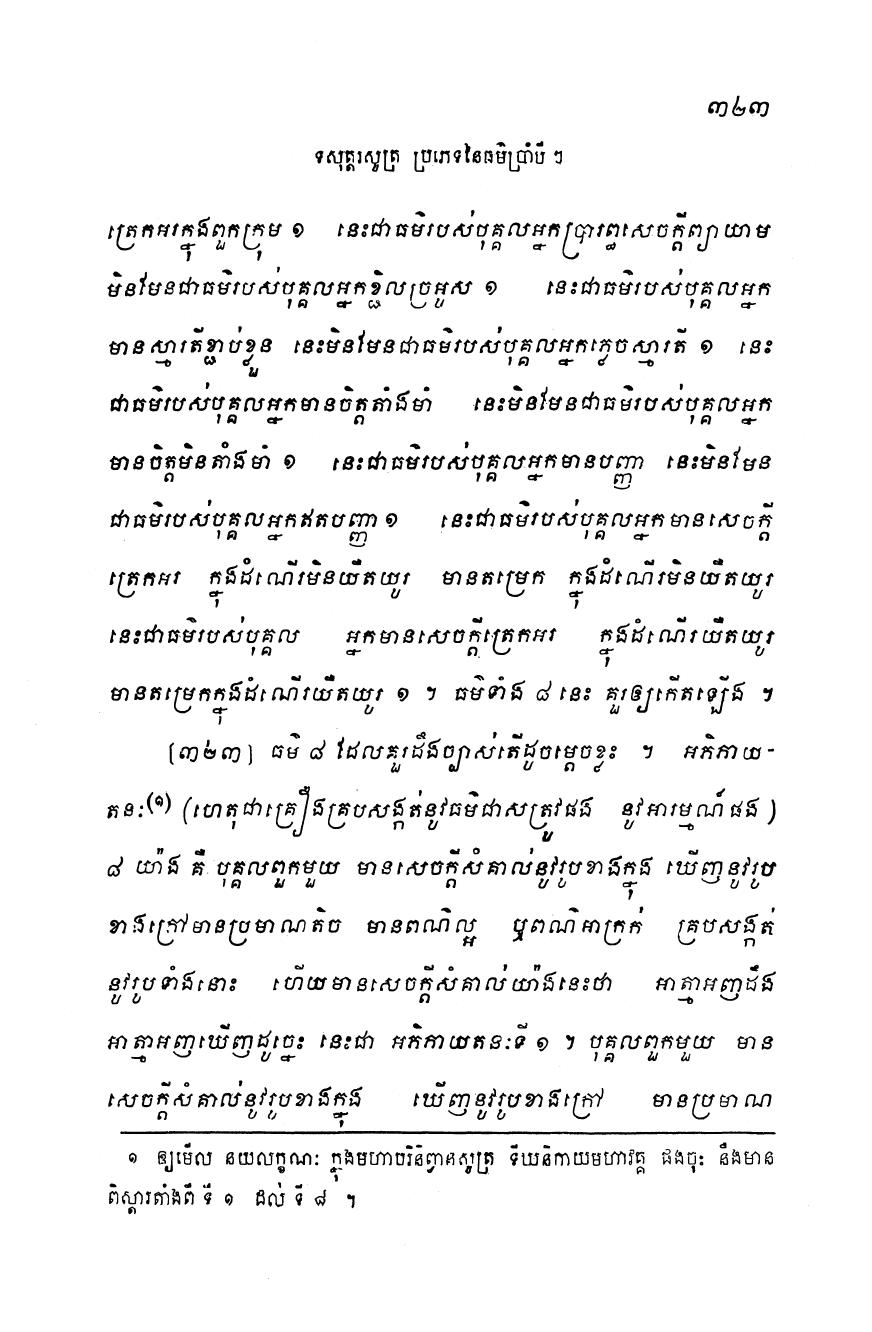 ៣២៣
ទសុត្តរសូត្រ ប្រភេទនៃធម៌ប្រាំបី ៗ
ត្រេកអរក្នុងពួកក្រុម ១ នេះជាធម៌របស់បុគ្គលអ្នកប្រារព្ធសេចក្តីព្យាយាម
មិនមែនជាធម៌របស់បុគ្គលអ្នកខ្ជិលច្រអូស ១ នេះជាធម៌របស់បុគ្គលអ្នក
មានស្មារតីខ្ជាប់ខ្ជួន នេះមិនមែនជាធម៌របស់បុគ្គលអ្នកភ្លេចស្មារតី ១ នេះ
ជាធម៌របស់បុគ្គលអ្នកមានចិត្តតាំងមាំ នេះមិនមែនជាធម៌របស់បុគ្គលអ្នក
មានចិត្តមិនតាំងមាំ ១ នេះជាធម៌របស់បុគ្គលអ្នកមានបញ្ញា នេះមិនមែន
ជាធម៌របស់បុគ្គលអ្នកឥតបញ្ញា ១ នេះជាធម៌របស់បុគ្គលអ្នកមានសេចក្តី
ត្រេកអរ ក្នុងដំណើរមិនយឺតយូរ មានតម្រេក ក្នុងដំណើរមិនយឺតយូរ
នេះជាធម៌របស់បុគ្គល អ្នកមានសេចក្តីត្រេកអរ ក្នុងដំណើរយឺតយូរ
មានតម្រេកក្នុងដំណើរយឺតយូរ ១ ។ ធម៌ទាំង ៨ នេះ គួរឲ្យកើតឡើង ។
[៣២៣] ធម៌ ៨ ដែលគួរដឹងច្បាស់តើដូចម្តេចខ្លះ ។ អភិភាយ-
តនៈ(១) (ហេតុជាគ្រឿងគ្របសង្កត់នូវធម៌ជាសត្រូវផង នូវអារម្មណ៍ផង)
៨ យ៉ាង គឺ បុគ្គលពួកមួយ មានសេចក្តីសំគាល់នូវរូបខាងក្នុង ឃើញនូវរូប
ខាងក្រៅមានប្រមាណតិច មានពណ៌ល្អ ឬពណ៌អាក្រក់ គ្របសង្កត់
នូវរូបទាំងនោះ ហើយមានសេចក្តីសំគាល់យ៉ាងនេះថា អាត្មាអញដឹង
អាត្មាអញឃើញដូច្នេះ នេះជា អភិភាយតនៈទី ១ ។ បុគ្គលពួកមួយ មាន
សេចក្តីសំគាល់នូវរូបខាងក្នុង ឃើញនូវរូបខាងក្រៅ មានប្រមាណ
១ ឲ្យមើល នយលក្ខណៈ ក្នុងមហាបរិនិព្វានសូត្រ ទីឃនិកាយមហាវគ្គ ផងចុះ នឹងមាន
ពិស្តារតាំងពី ទី ១ ដល់ ទី ៨ ។